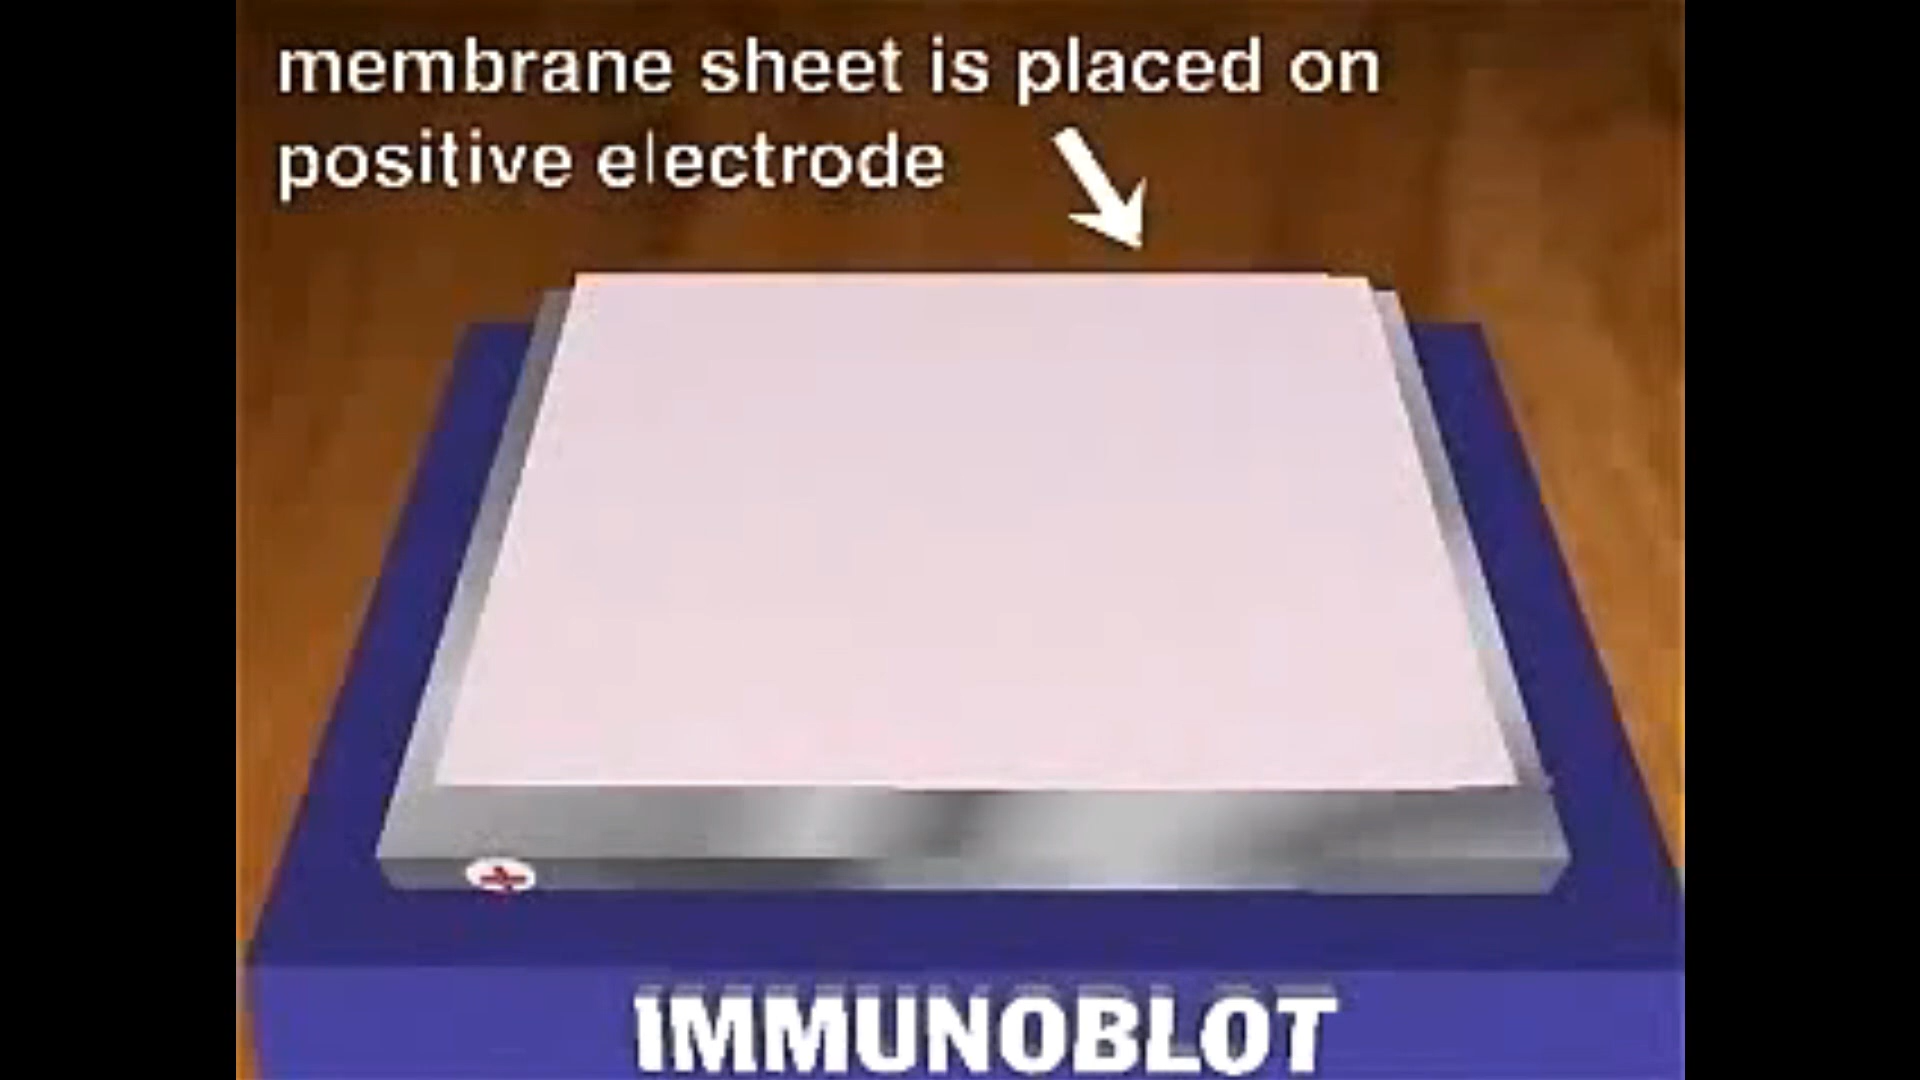 membrane sheet is placed on
positive electrode
+
IMMUNOBLOT